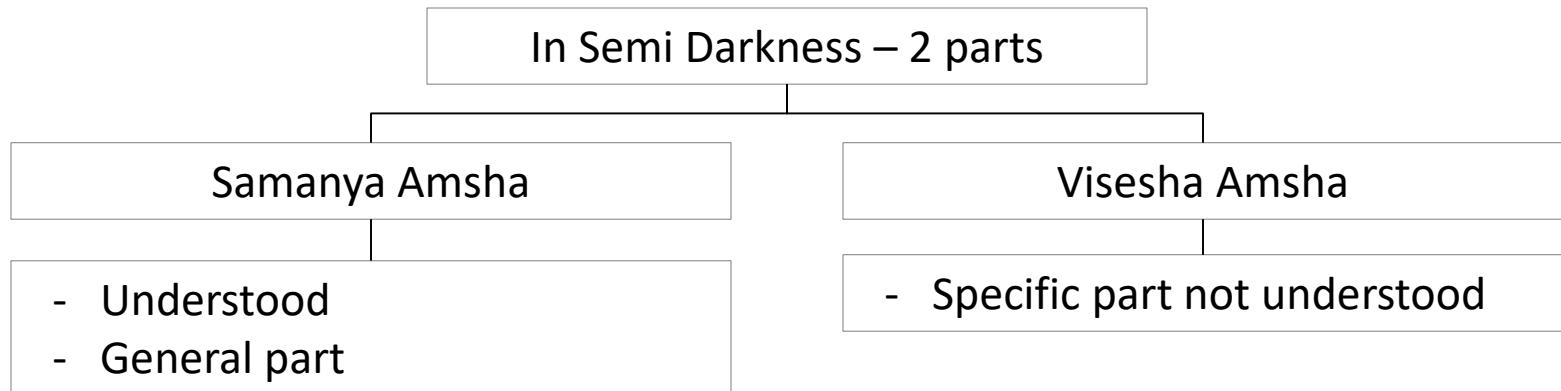 In Semi Darkness – 2 parts
Samanya Amsha
Visesha Amsha
- Understood
- General part
- Specific part not understood